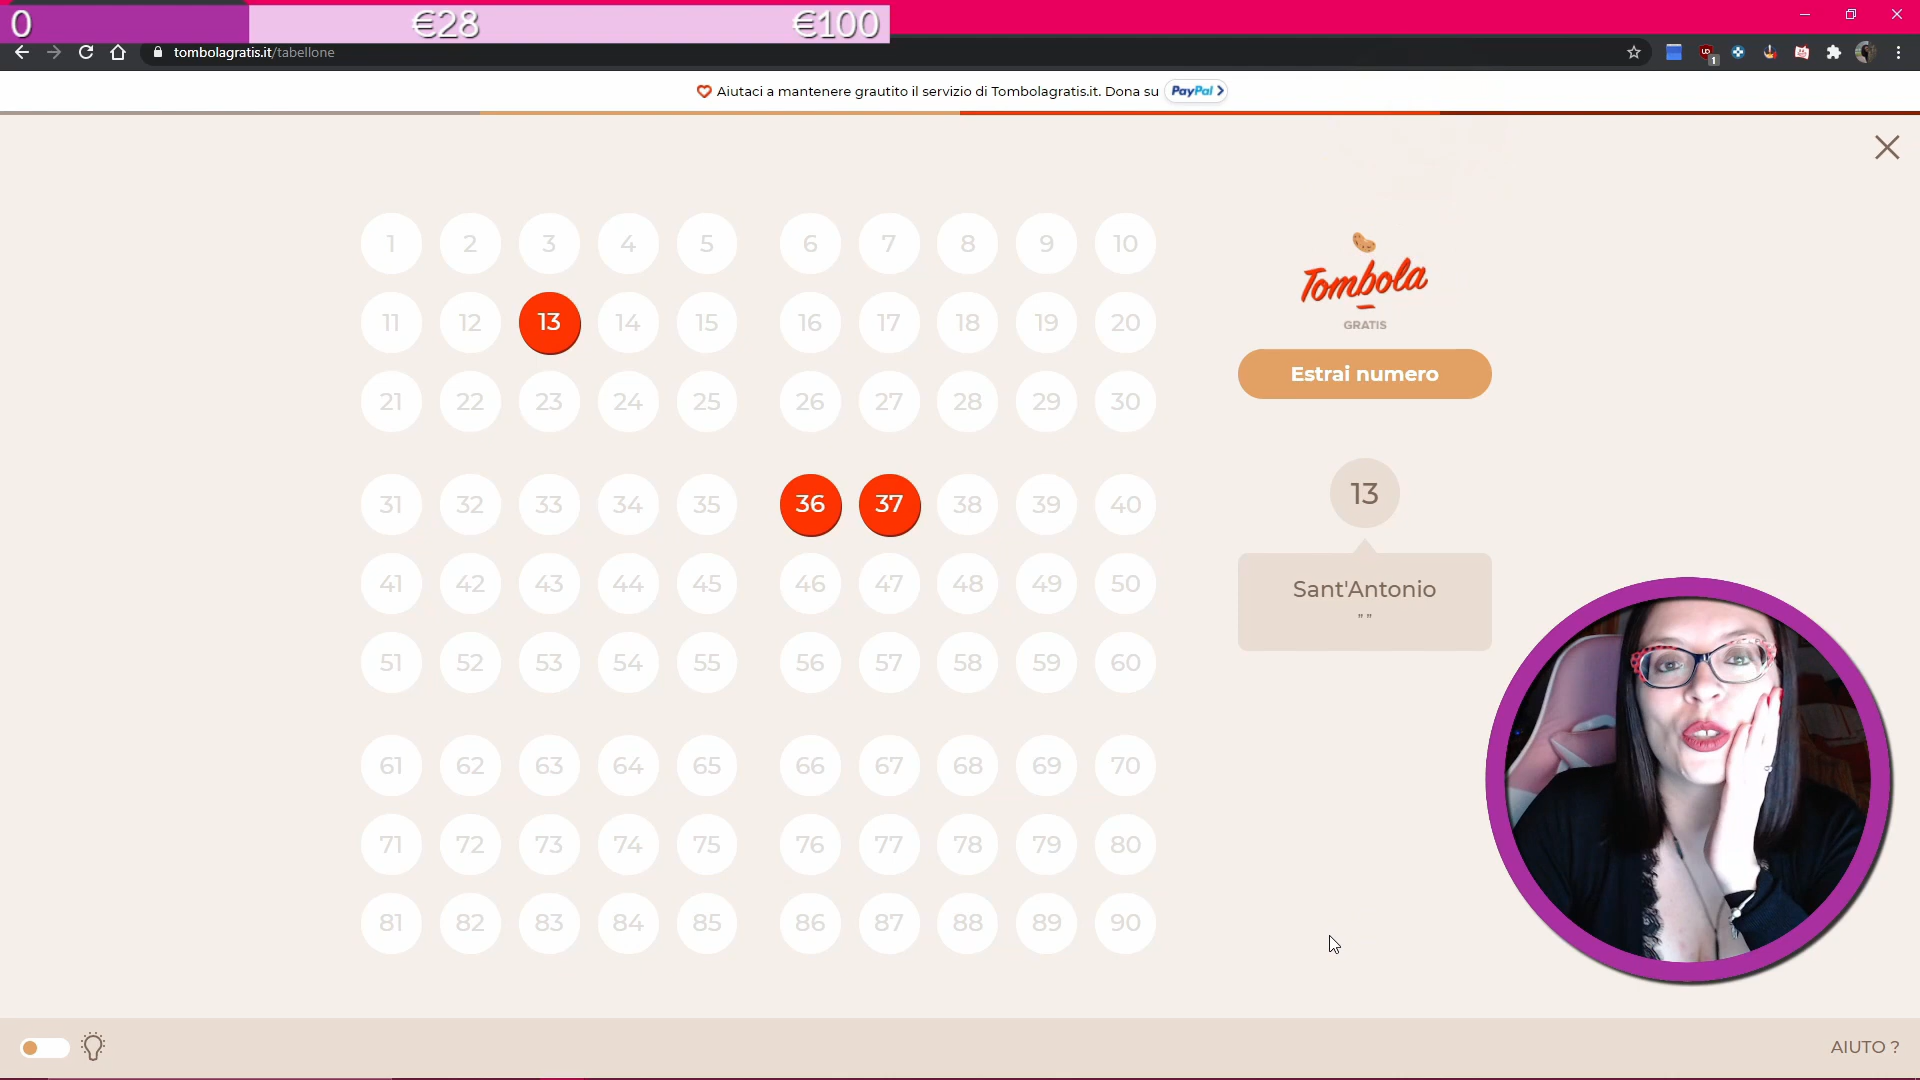 0 €28 €100
tombolagratis.it/tabellone
1
Aiutaci a mantenere grautito il servizio di Tombolagratis.it. Dona su PayPal
1 2 3 4 5 6 7 8 9 10
11 12 13 14 15 16 17 18 19 20
21 22 23 24 25 26 27 28 29 30
31 32 33 34 35 36 37 38 39 40
41 42 43 44 45 46 47 48 49 50
51 52 53 54 55 56 57 58 59 60
61 62 63 64 65 66 67 68 69 70
71 72 73 74 75 76 77 78 79 80
81 82 83 84 85 86 87 88 89 90
Tombola
GRATIS
Estrai numero
13
Sant'Antonio
" "
AIUTO ?